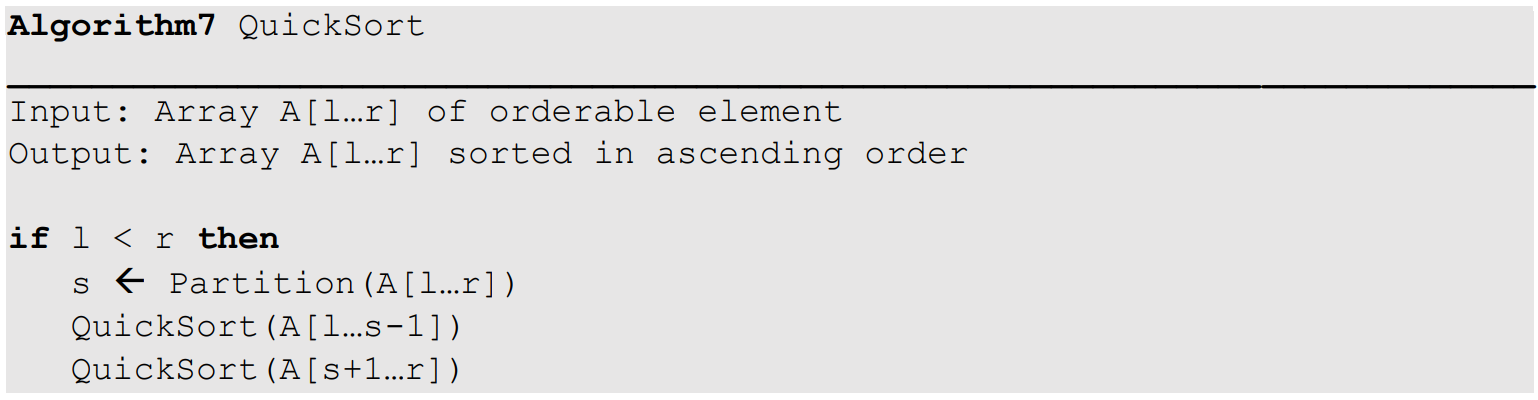 Algorithm7 QuickSort
Input: Array A[l…r] of orderable element
Output: Array A[l…r] sorted in ascending order
if l < r then
s ← Partition(A[l…r])
QuickSort(A[l…s-1])
QuickSort(A[s+1…r])